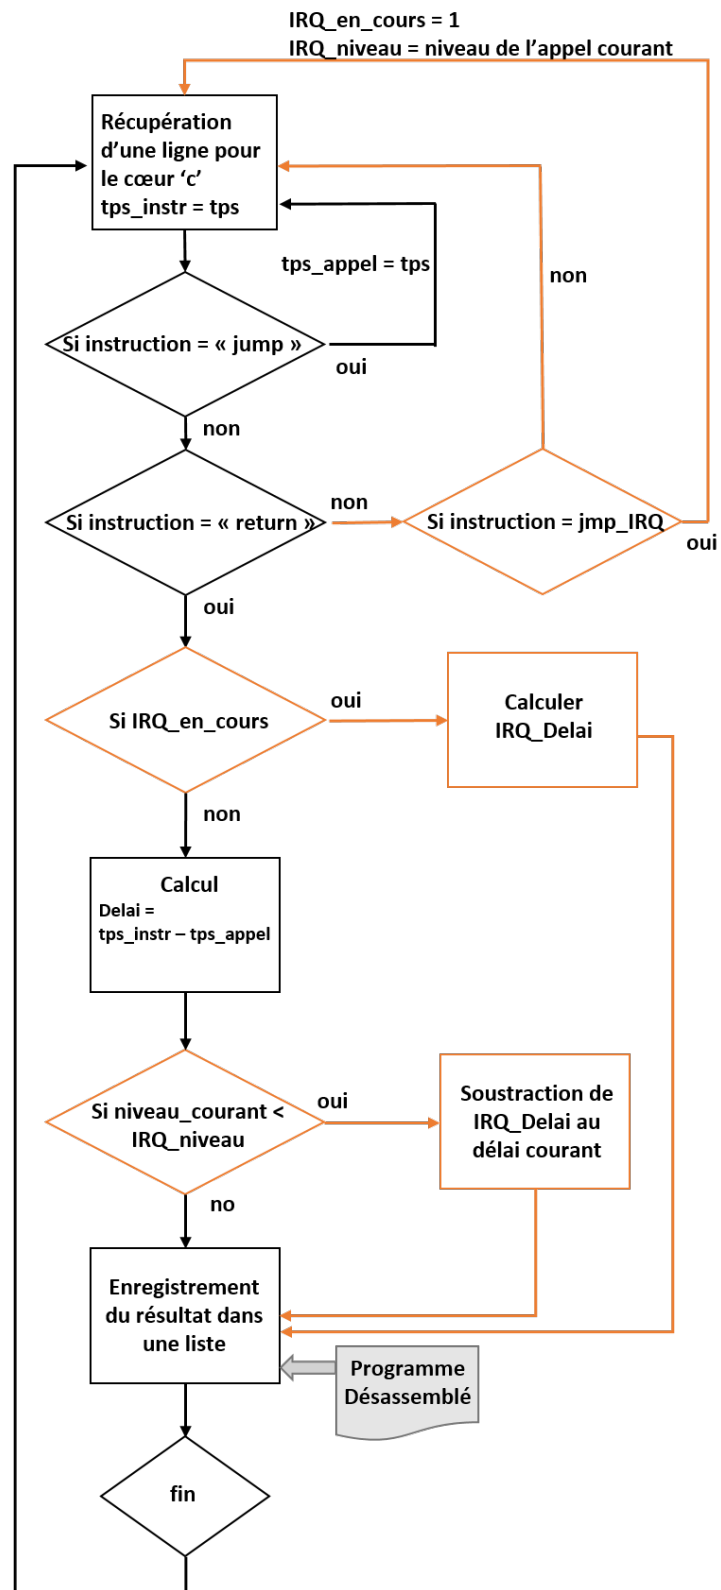 IRQ_en_cours = 1
IRQ_niveau = niveau de l’appel courant
Récupération
d’une ligne pour
le cœur ‘c’
tps_instr = tps
tps_appel = tps
non
Si instruction = « jump »
oui
non
Si instruction = « return »
non
Si instruction = jmp_IRQ
oui
oui
Si IRQ_en_cours
oui
Calculer
IRQ_Delai
non
Calcul
Delai =
tps_instr – tps_appel
Si niveau_courant <
IRQ_niveau
oui
Soustraction de
IRQ_Delai au
délai courant
no
Enregistrement
du résultat dans
une liste
Programme
Désassemblé
fin